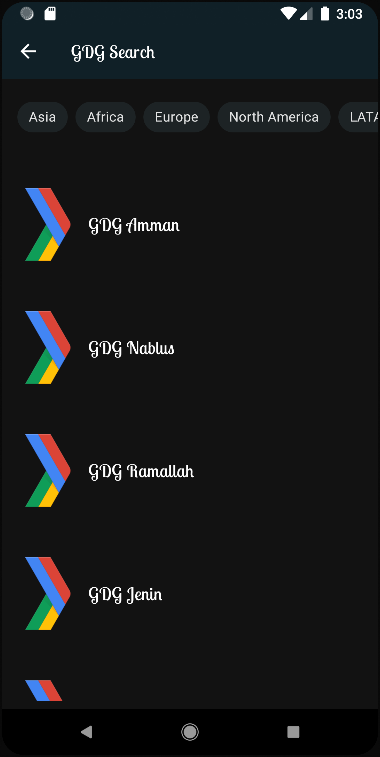 3:03
GDG Search
Asia Africa Europe North America LATA
GDG Amman
GDG Nablus
GDG Ramallah
GDG Jenin